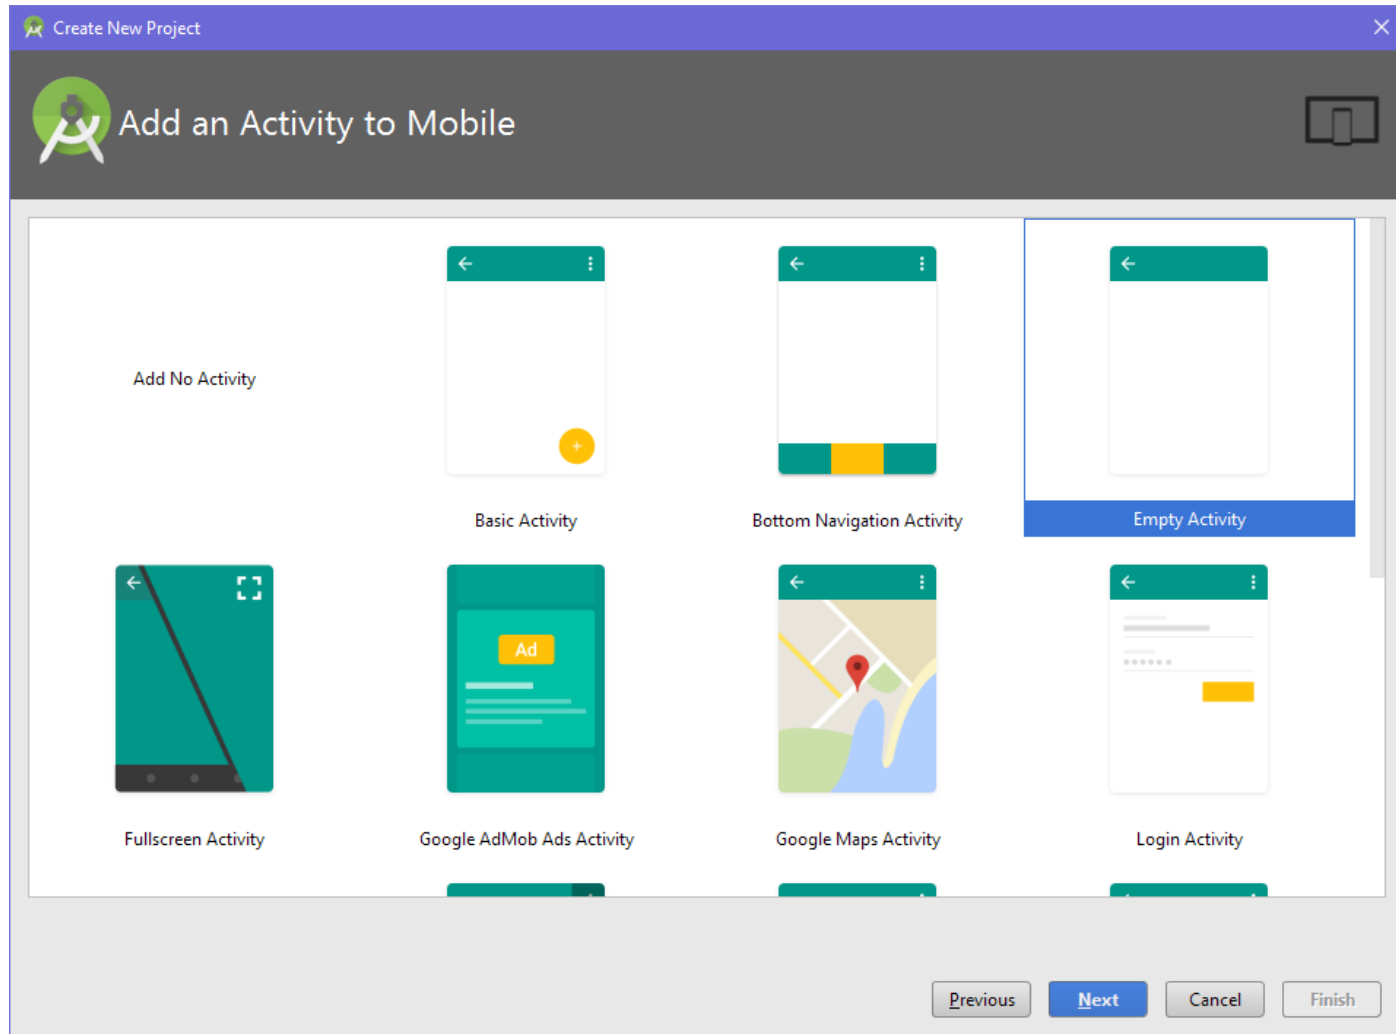 Create New Project
Add an Activity to Mobile
Add No Activity
Basic Activity
Bottom Navigation Activity
Empty Activity
Ad
Fullscreen Activity
Google AdMob Ads Activity
Google Maps Activity
Login Activity
Previous
Next
Cancel
Finish